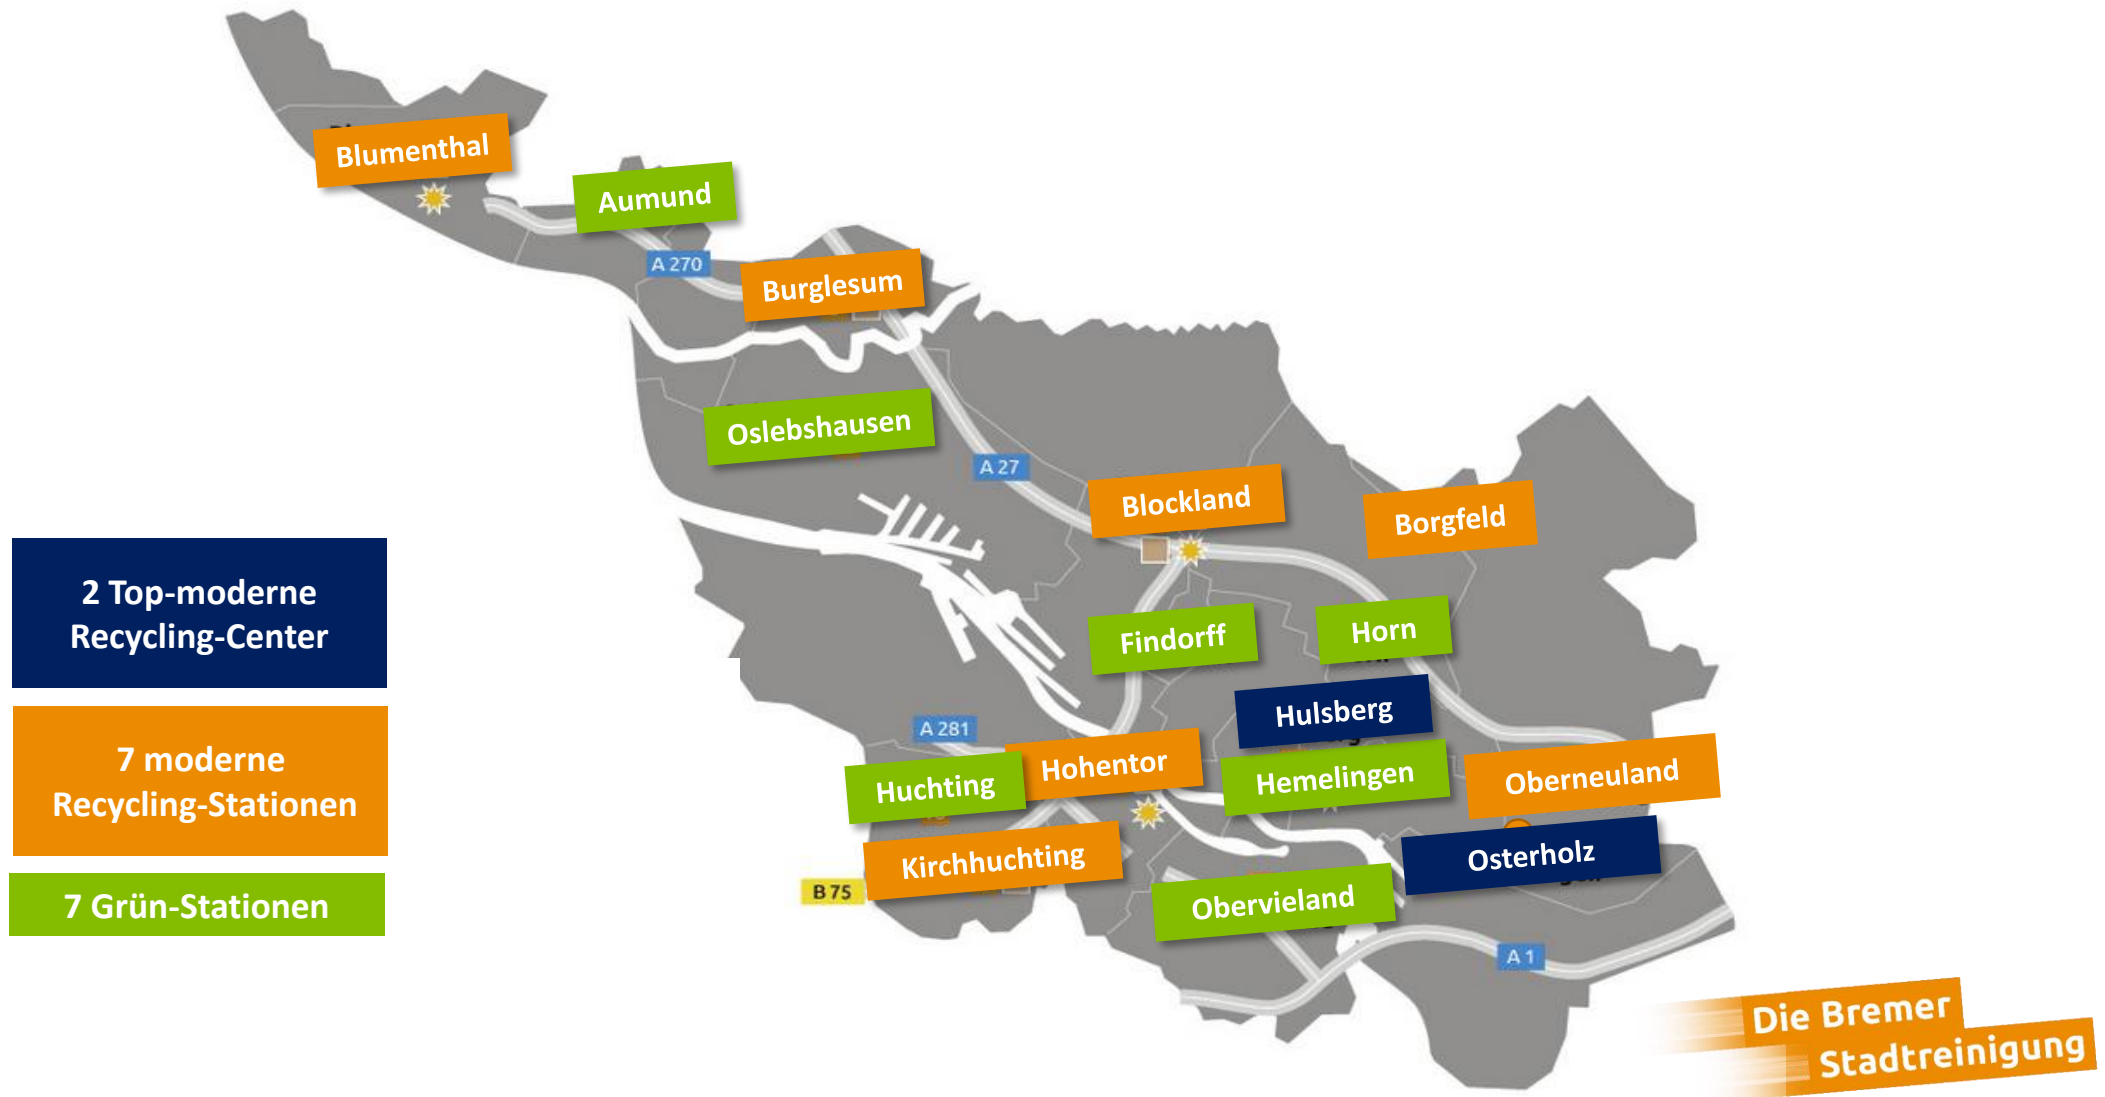 Blumenthal
Aumund
A 270
Burglesum
Oslebshausen
A 27
Blockland
Borgfeld
2 Top-moderne
Recycling-Center
Findorff
Horn
Hulsberg
A 281
7 moderne
Recycling-Stationen
Huchting
Hohentor
Hemelingen
Oberneuland
Kirchhuchting
Osterholz
B 75
Obervieland
7 Grün-Stationen
A 1
Die Bremer
Stadtreinigung